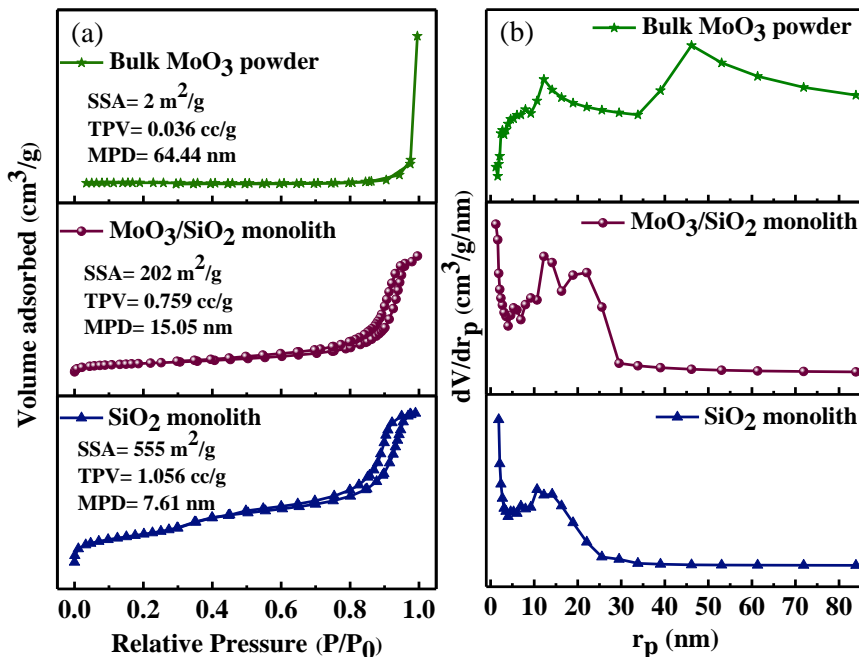 (a)
Bulk MoO₃ powder
SSA= 2 m²/g
TPV= 0.036 cc/g
MPD= 64.44 nm
MoO₃/SiO₂ monolith
SSA= 202 m²/g
TPV= 0.759 cc/g
MPD= 15.05 nm
SiO₂ monolith
SSA= 555 m²/g
TPV= 1.056 cc/g
MPD= 7.61 nm
Volume adsorbed (cm³/g)
0.0 0.2 0.4 0.6 0.8 1.0
Relative Pressure (P/P₀)
(b)
Bulk MoO₃ powder
MoO₃/SiO₂ monolith
SiO₂ monolith
dV/drₚ (cm³/g/nm)
0 10 20 30 40 50 60 70 80
rₚ (nm)